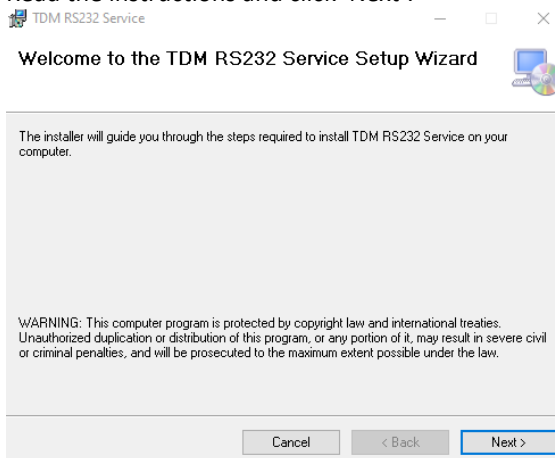 Read the instructions and click 'Next'.
TDM RS232 Service
Welcome to the TDM RS232 Service Setup Wizard
The installer will guide you through the steps required to install TDM RS232 Service on your
computer.
WARNING: This computer program is protected by copyright law and international treaties.
Unauthorized duplication or distribution of this program, or any portion of it, may result in severe civil
or criminal penalties, and will be prosecuted to the maximum extent possible under the law.
Cancel < Back Next >